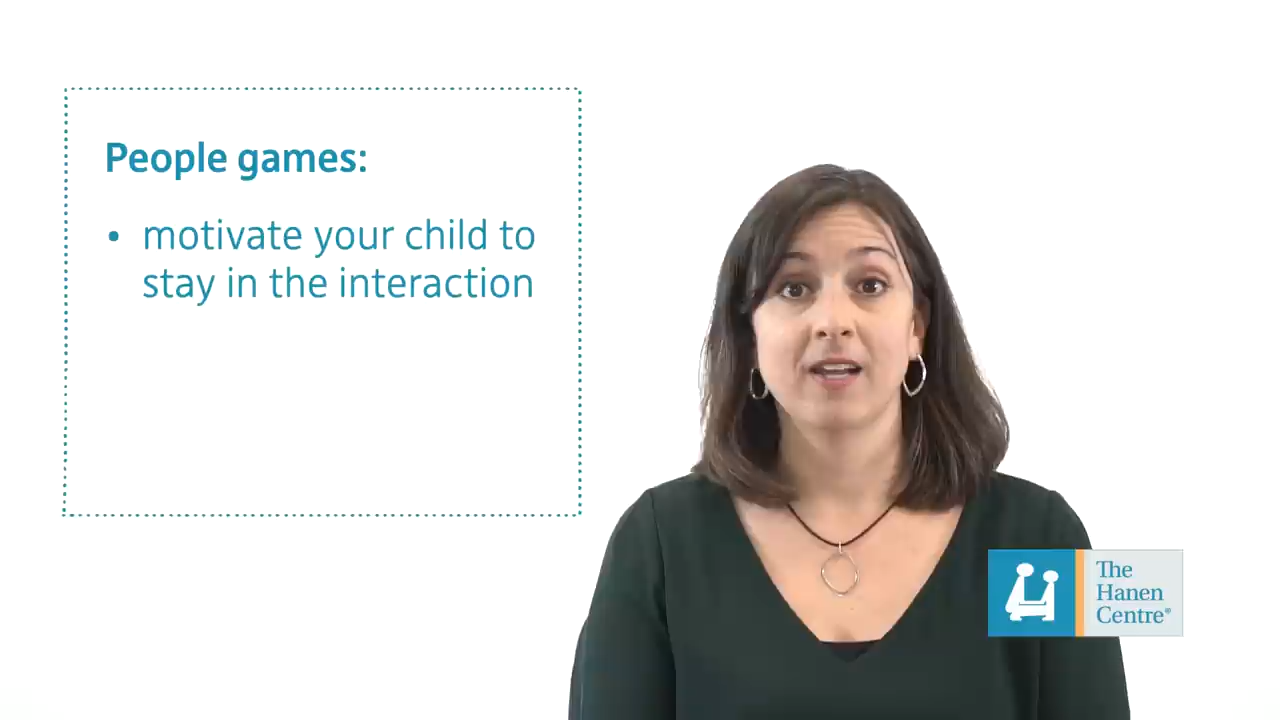 People games:
• motivate your child to
stay in the interaction
The
Hanen
Centre®